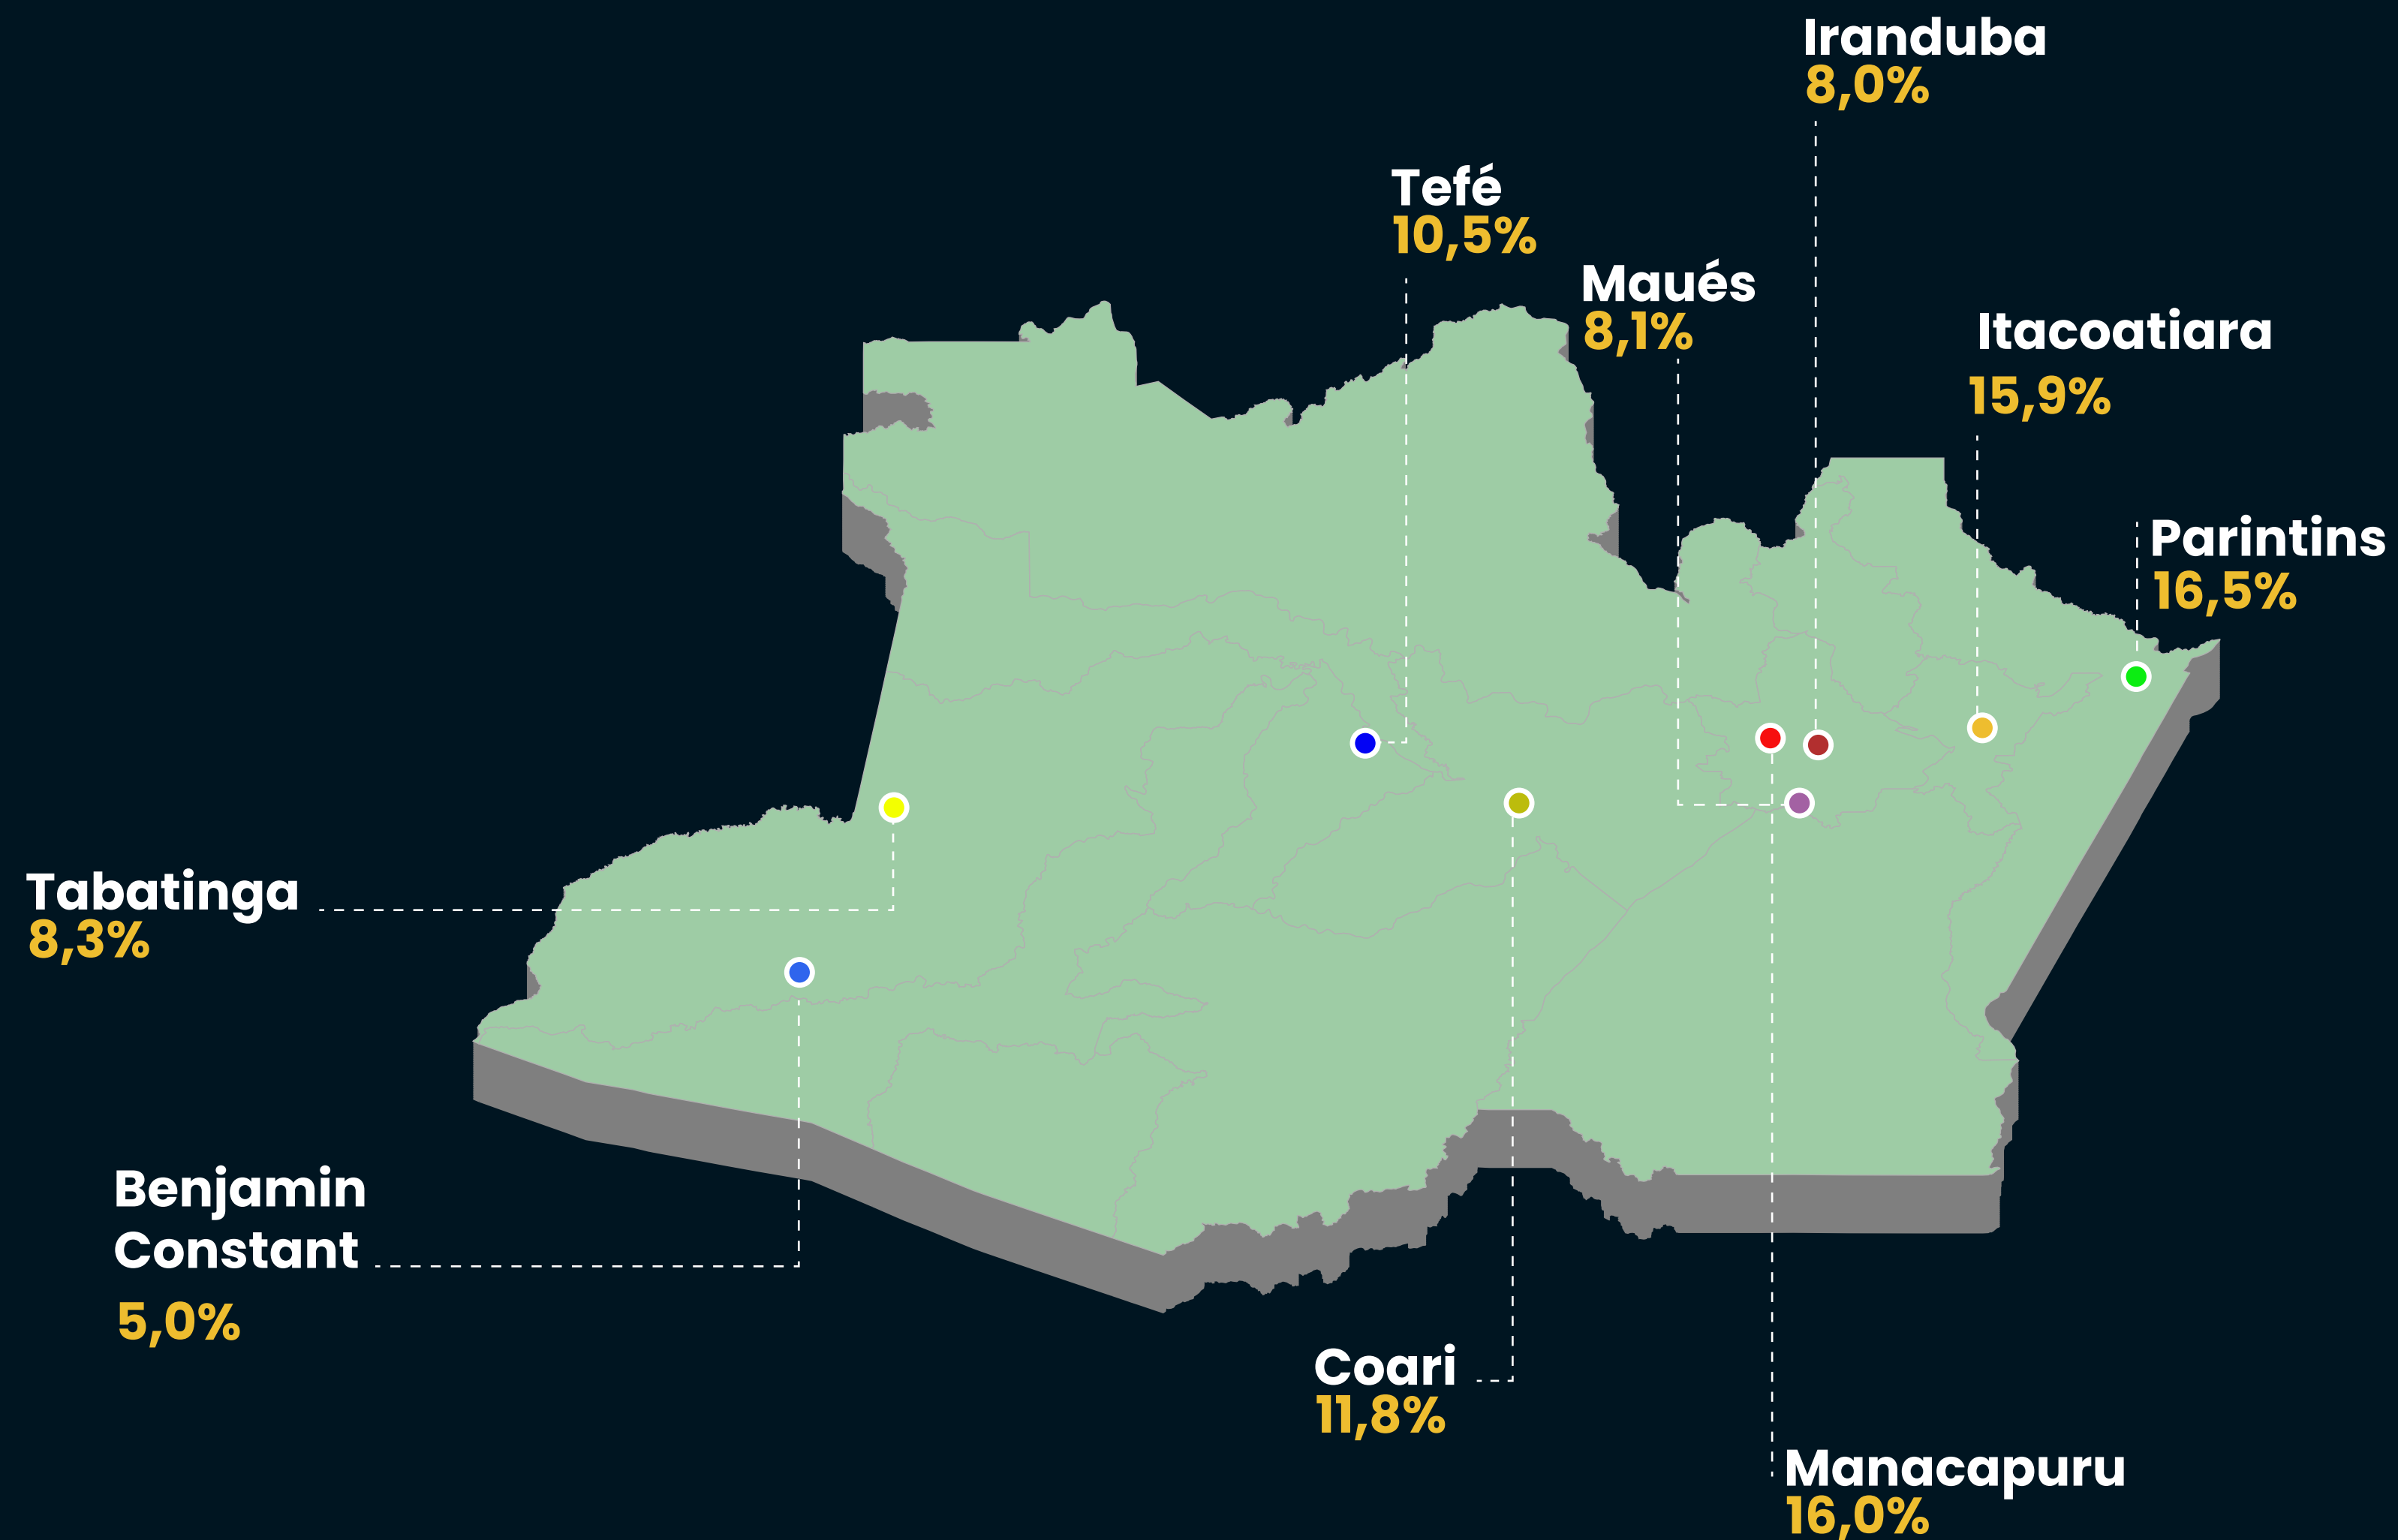 Iranduba
8,0%
Tefé
10,5%
Maués
8,1%
Itacoatiara
15,9%
Parintins
16,5%
Tabatinga
8,3%
Benjamin
Constant
5,0%
Coari
11,8%
Manacapuru
16,0%